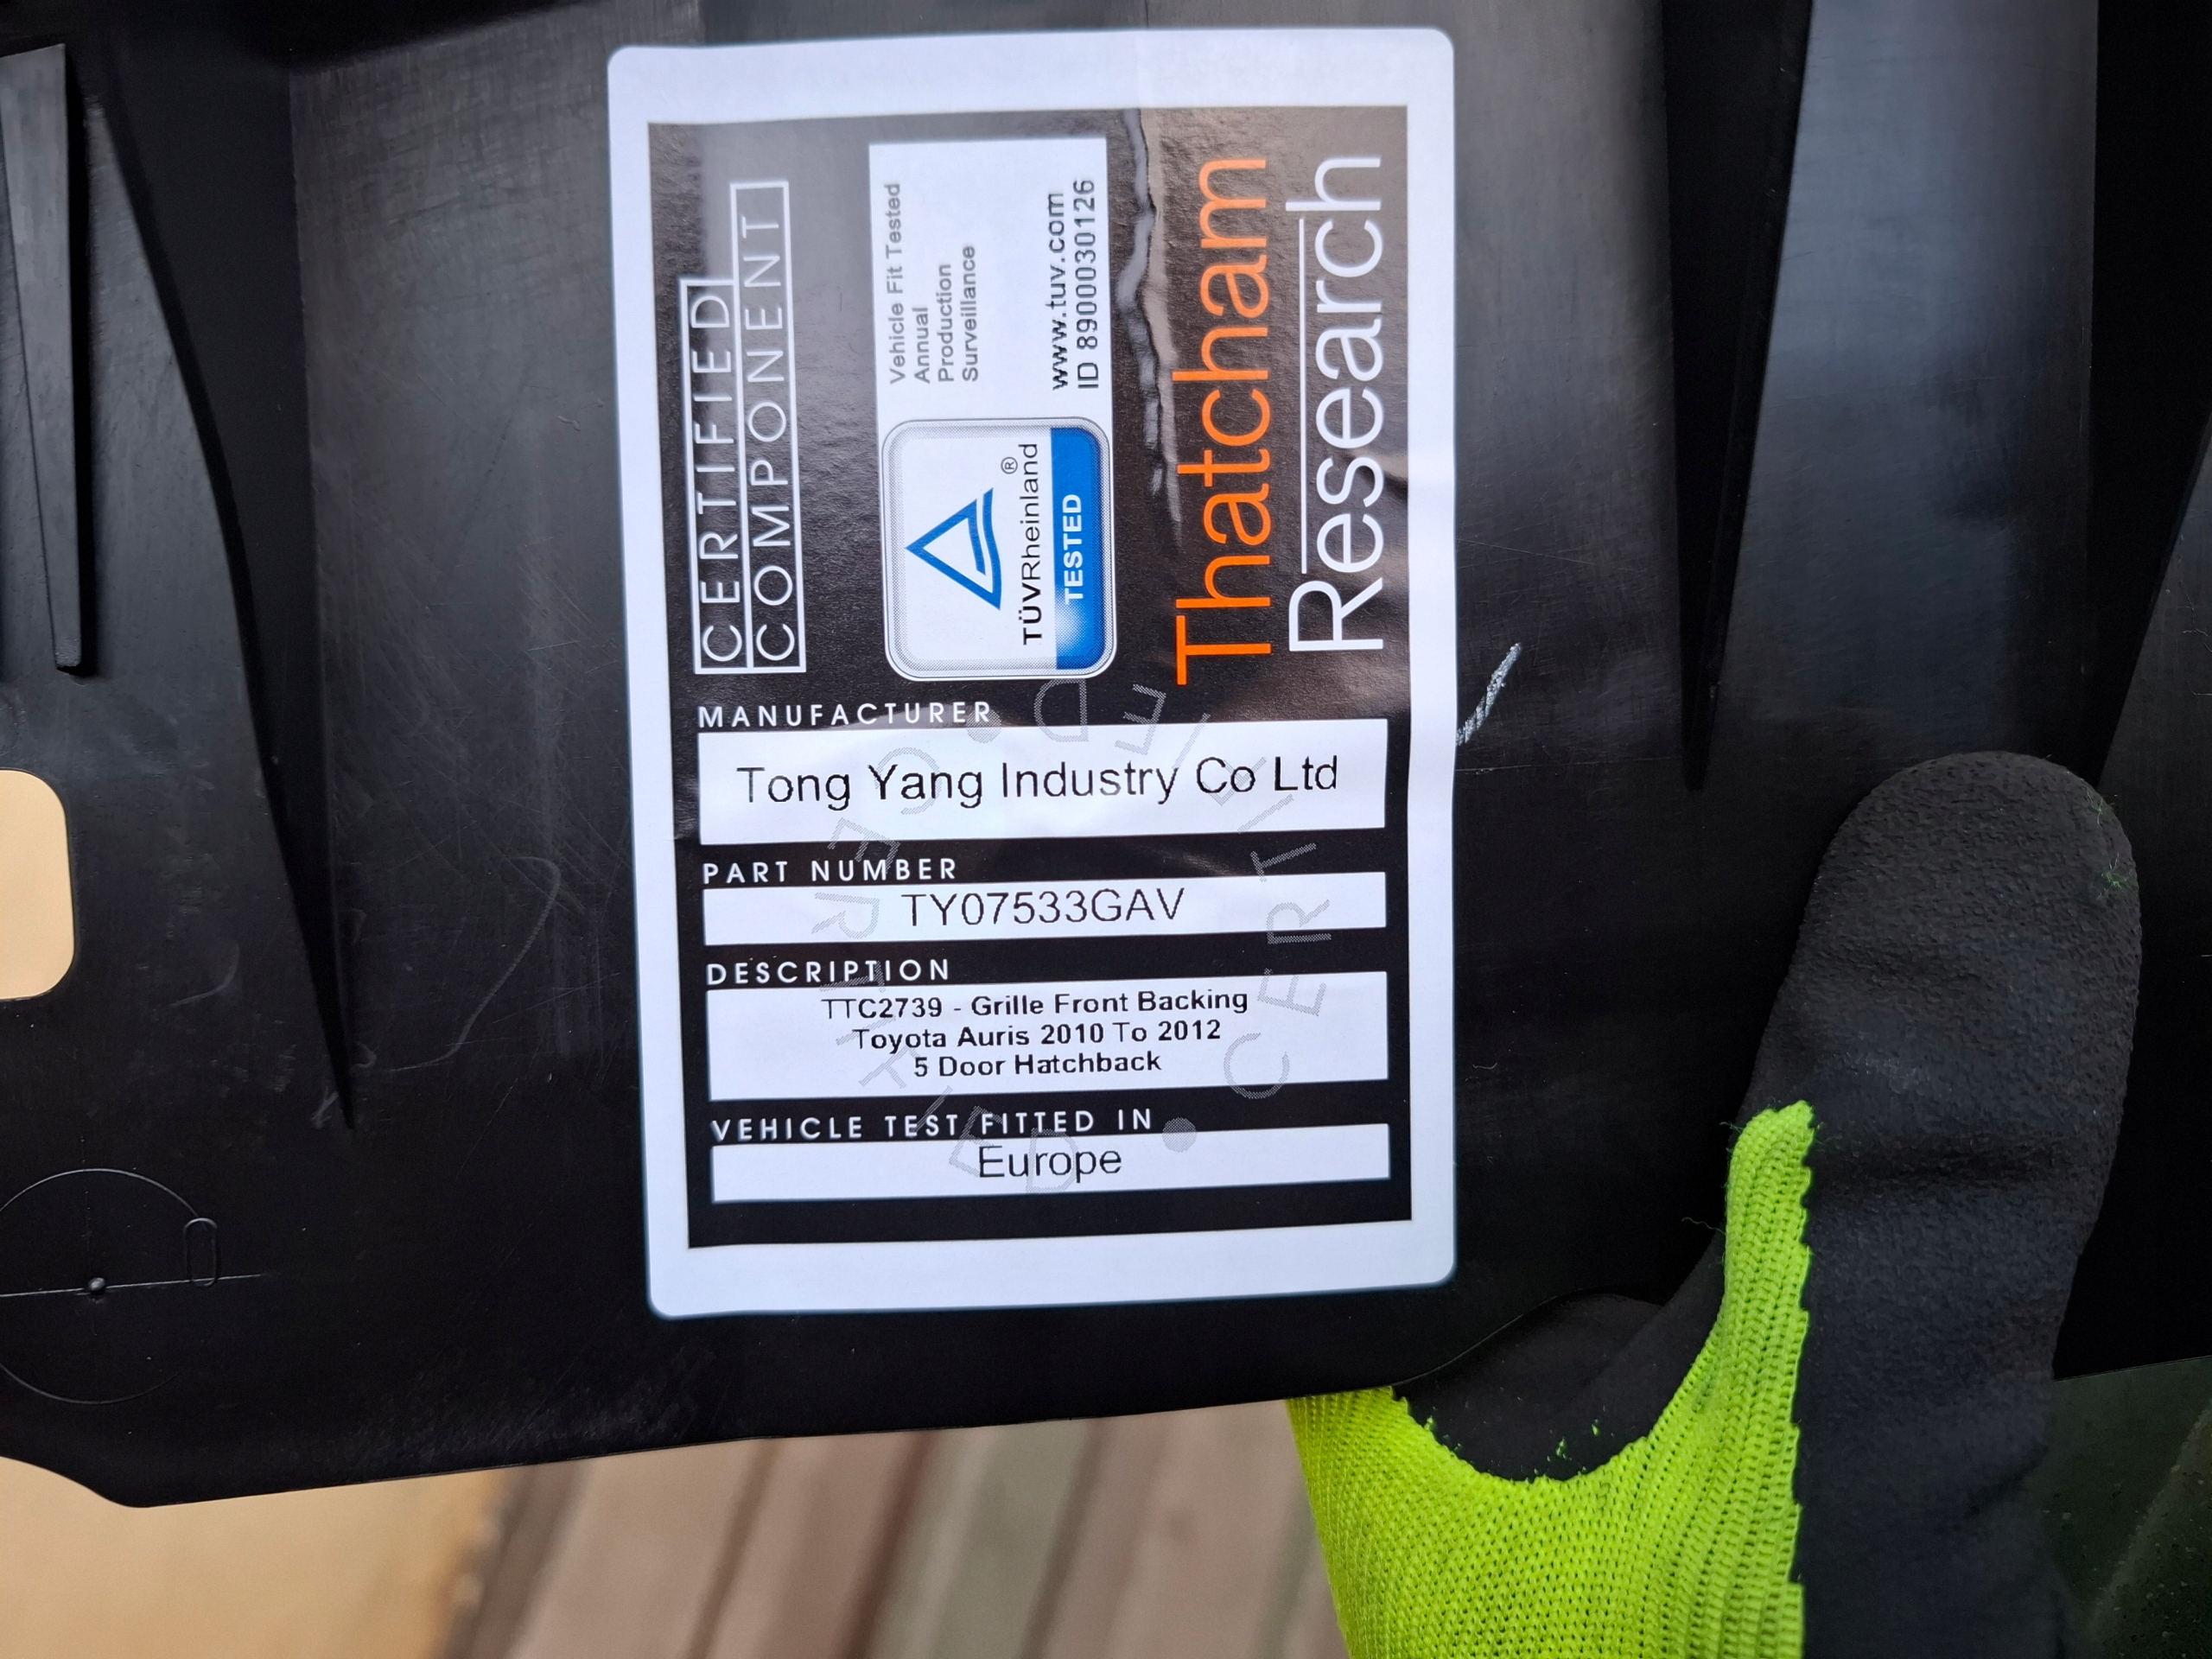 CERTIFIED
COMPONENT
Vehicle Fit Tested
Annual
Production
Surveillance
www.tuv.com
ID 8900030126
TÜVRheinland®
TESTED
Thatcham
Research
MANUFACTURER
Tong Yang Industry Co Ltd
PART NUMBER
TY07533GAV
DESCRIPTION
TTC2739 - Grille Front Backing
Toyota Auris 2010 To 2012
5 Door Hatchback
VEHICLE TEST FITTED IN
Europe
CERTIFIED • CERTIFIED •